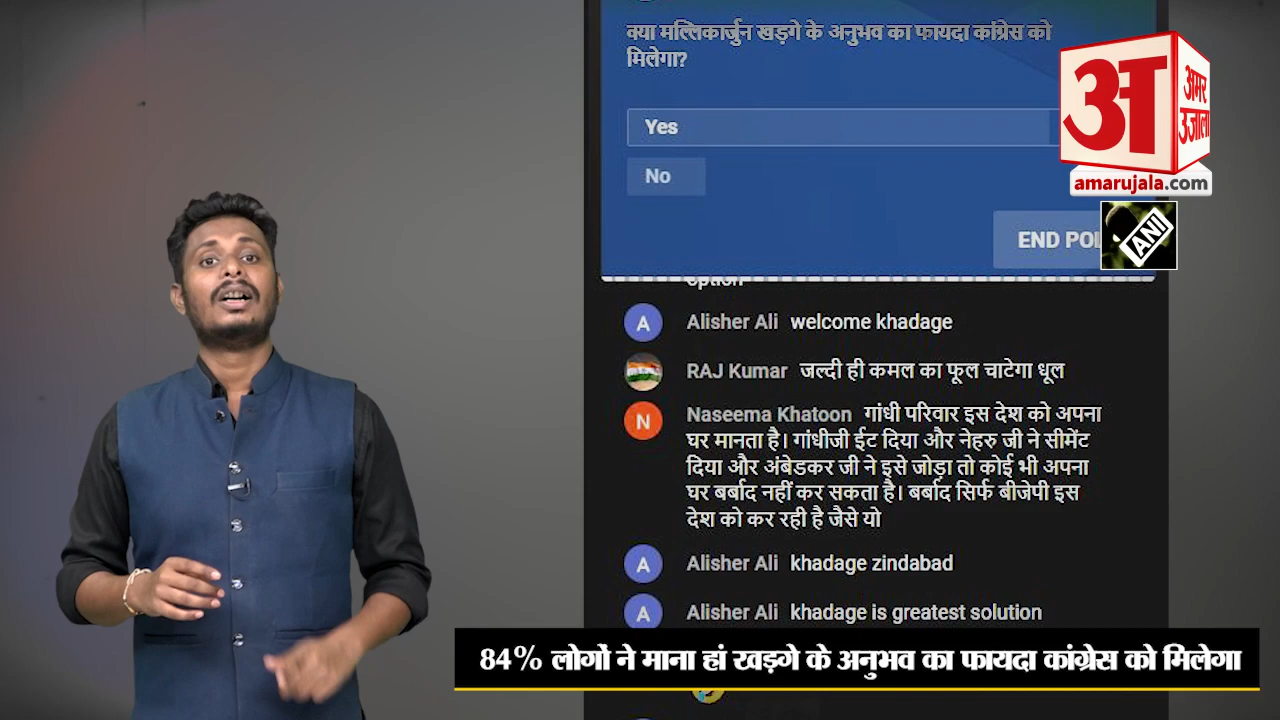 क्या मल्लिकार्जुन खड़गे के अनुभव का फायदा कांग्रेस को
मिलेगा?
Yes
No
अ
अमर
उजाला
amarujala.com
ANI
option
A Alisher Ali welcome khadage
RAJ Kumar जल्दी ही कमल का फूल चाटेगा धूल
N Naseema Khatoon गांधी परिवार इस देश को अपना
घर मानता है। गांधीजी ईट दिया और नेहरु जी ने सीमेंट
दिया और अंबेडकर जी ने इसे जोड़ा तो कोई भी अपना
घर बर्बाद नहीं कर सकता है। बर्बाद सिर्फ बीजेपी इस
देश को कर रही है जैसे यो
A Alisher Ali khadage zindabad
A Alisher Ali khadage is greatest solution
84% लोगों ने माना हां खड़गे के अनुभव का फायदा कांग्रेस को मिलेगा